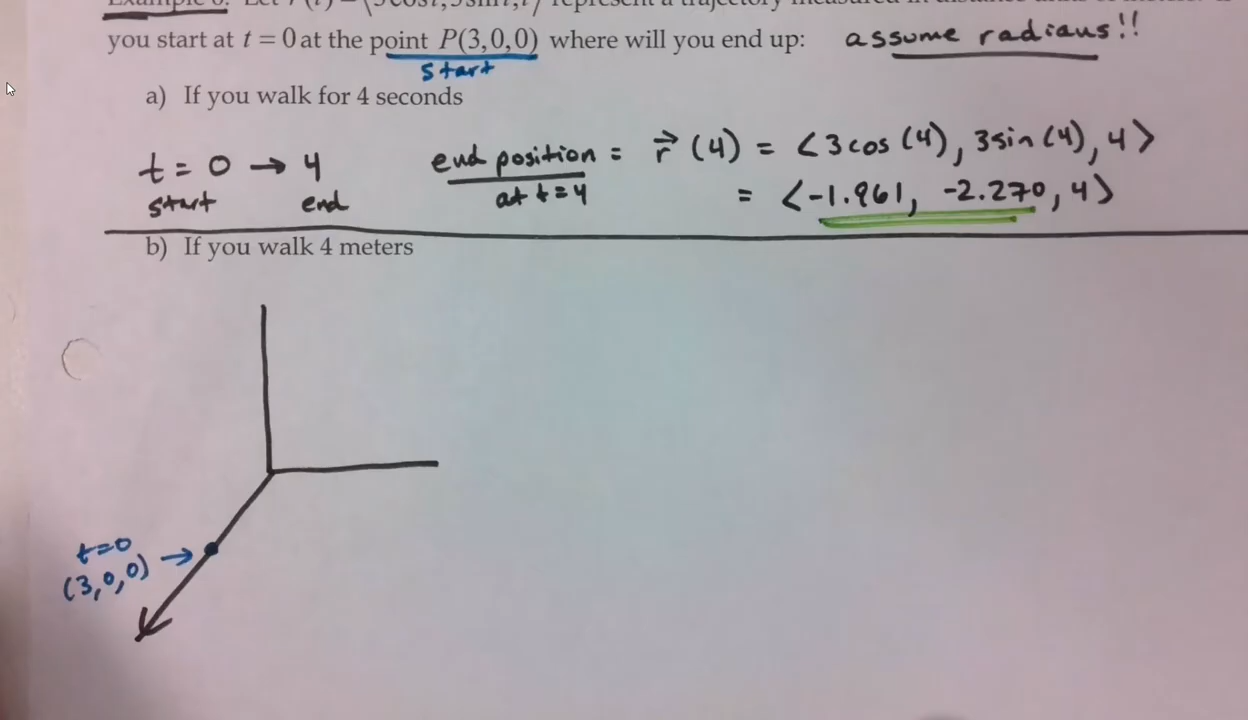 you start at t = 0 at the point P(3,0,0) where will you end up: assume radians!!
start
a) If you walk for 4 seconds
t = 0 → 4 end position = r⃗ (4) = ⟨3cos(4), 3sin(4), 4⟩
start end at t=4 = ⟨-1.961, -2.270, 4⟩
b) If you walk 4 meters
t=0
(3,0,0) →